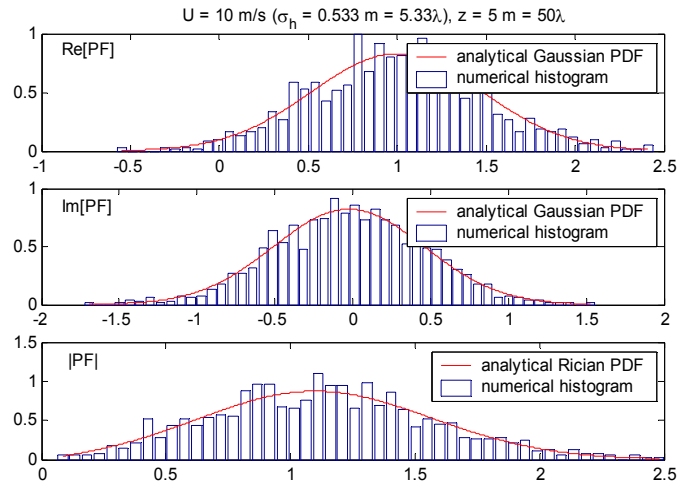 U = 10 m/s (σh = 0.533 m = 5.33λ), z = 5 m = 50λ
Re[PF]
analytical Gaussian PDF
numerical histogram
1
0.5
0
-1 -0.5 0 0.5 1 1.5 2 2.5
Im[PF]
analytical Gaussian PDF
numerical histogram
1
0.5
0
-2 -1.5 -1 -0.5 0 0.5 1 1.5 2
|PF|
analytical Rician PDF
numerical histogram
1.5
1
0.5
0
0 0.5 1 1.5 2 2.5